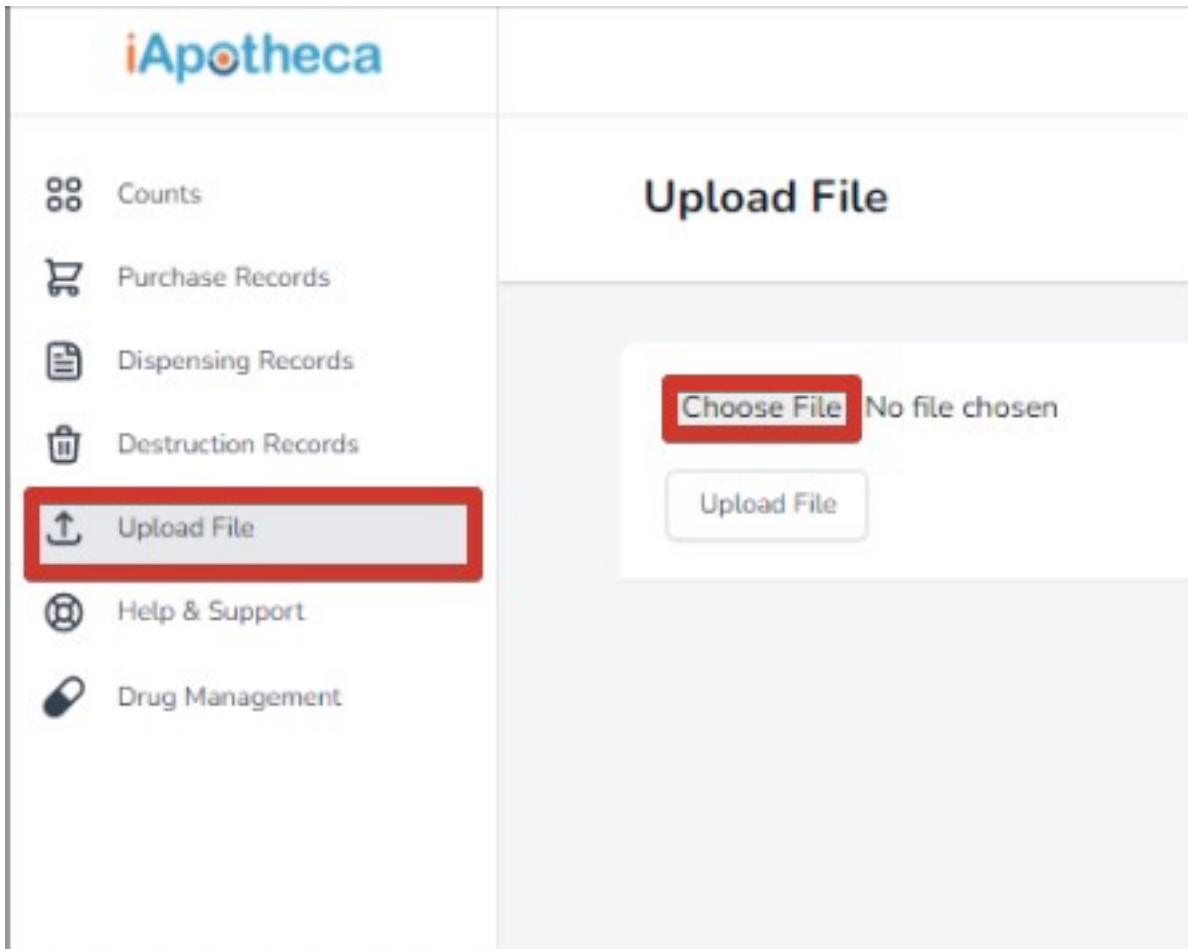 iApotheca
Counts
Purchase Records
Dispensing Records
Destruction Records
Upload File
Help & Support
Drug Management
Upload File
Choose File No file chosen
Upload File